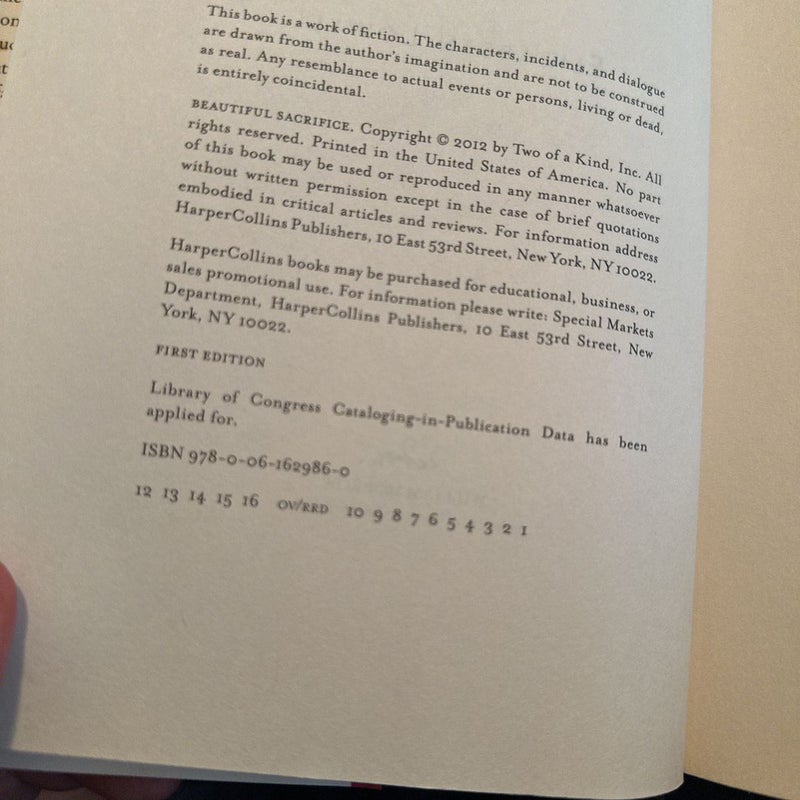 This book is a work of fiction. The characters, incidents, and dialogue
are drawn from the author's imagination and are not to be construed
as real. Any resemblance to actual events or persons, living or dead,
is entirely coincidental.
BEAUTIFUL SACRIFICE. Copyright © 2012 by Two of a Kind, Inc. All
rights reserved. Printed in the United States of America. No part
of this book may be used or reproduced in any manner whatsoever
without written permission except in the case of brief quotations
embodied in critical articles and reviews. For information address
HarperCollins Publishers, 10 East 53rd Street, New York, NY 10022.
HarperCollins books may be purchased for educational, business, or
sales promotional use. For information please write: Special Markets
Department, HarperCollins Publishers, 10 East 53rd Street, New
York, NY 10022.
FIRST EDITION
Library of Congress Cataloging-in-Publication Data has been
applied for.
ISBN 978-0-06-162986-0
12 13 14 15 16 OV/RRD 10 9 8 7 6 5 4 3 2 1